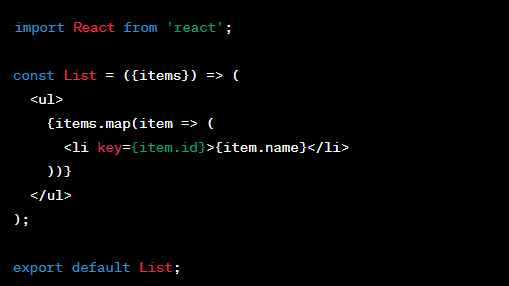 import React from 'react';

const List = ({items}) => (
  <ul>
    {items.map(item => (
      <li key={item.id}>{item.name}</li>
    ))}
  </ul>
);

export default List;